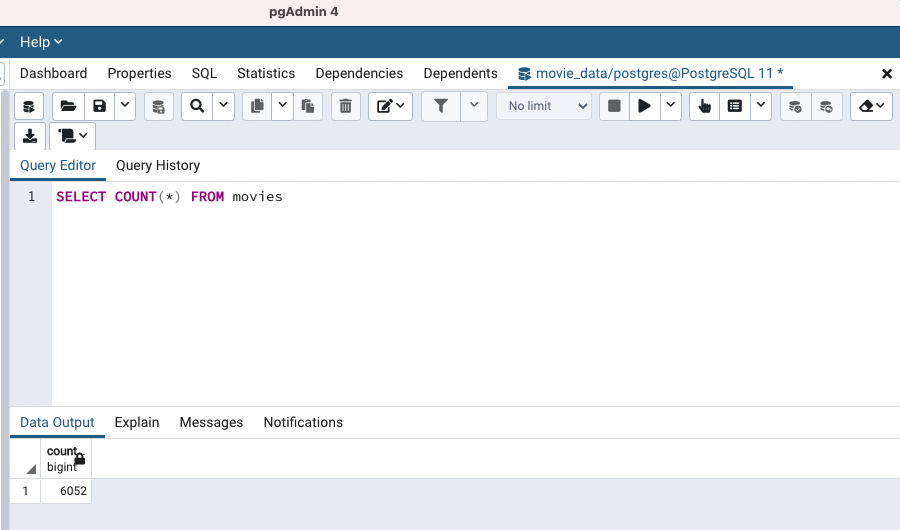 pgAdmin 4
Help
Dashboard Properties SQL Statistics Dependencies Dependents movie_data/postgres@PostgreSQL 11 *
No limit
Query Editor Query History
1 SELECT COUNT(*) FROM movies
Data Output Explain Messages Notifications
count
bigint
1 6052